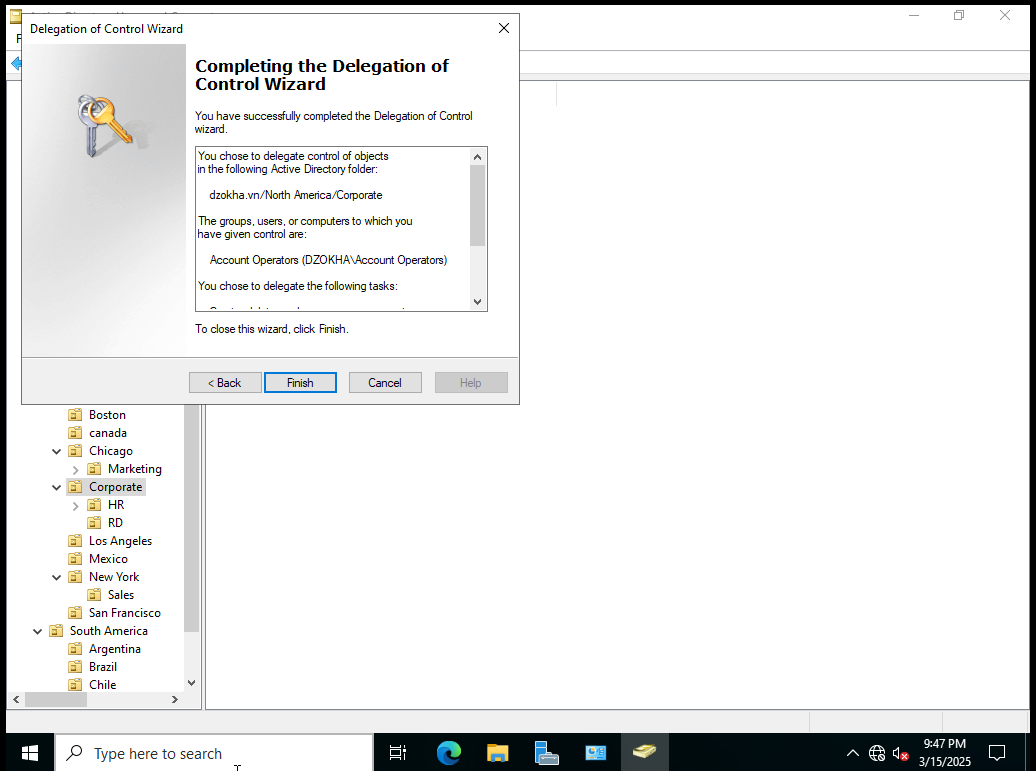 Delegation of Control Wizard
Completing the Delegation of
Control Wizard
You have successfully completed the Delegation of Control
wizard.
You chose to delegate control of objects
in the following Active Directory folder:
dzokha.vn/North America/Corporate
The groups, users, or computers to which you
have given control are:
Account Operators (DZOKHA\Account Operators)
You chose to delegate the following tasks:
To close this wizard, click Finish.
< Back
Finish
Cancel
Help
Boston
canada
Chicago
Marketing
Corporate
HR
RD
Los Angeles
Mexico
New York
Sales
San Francisco
South America
Argentina
Brazil
Chile
Type here to search
9:47 PM
3/15/2025